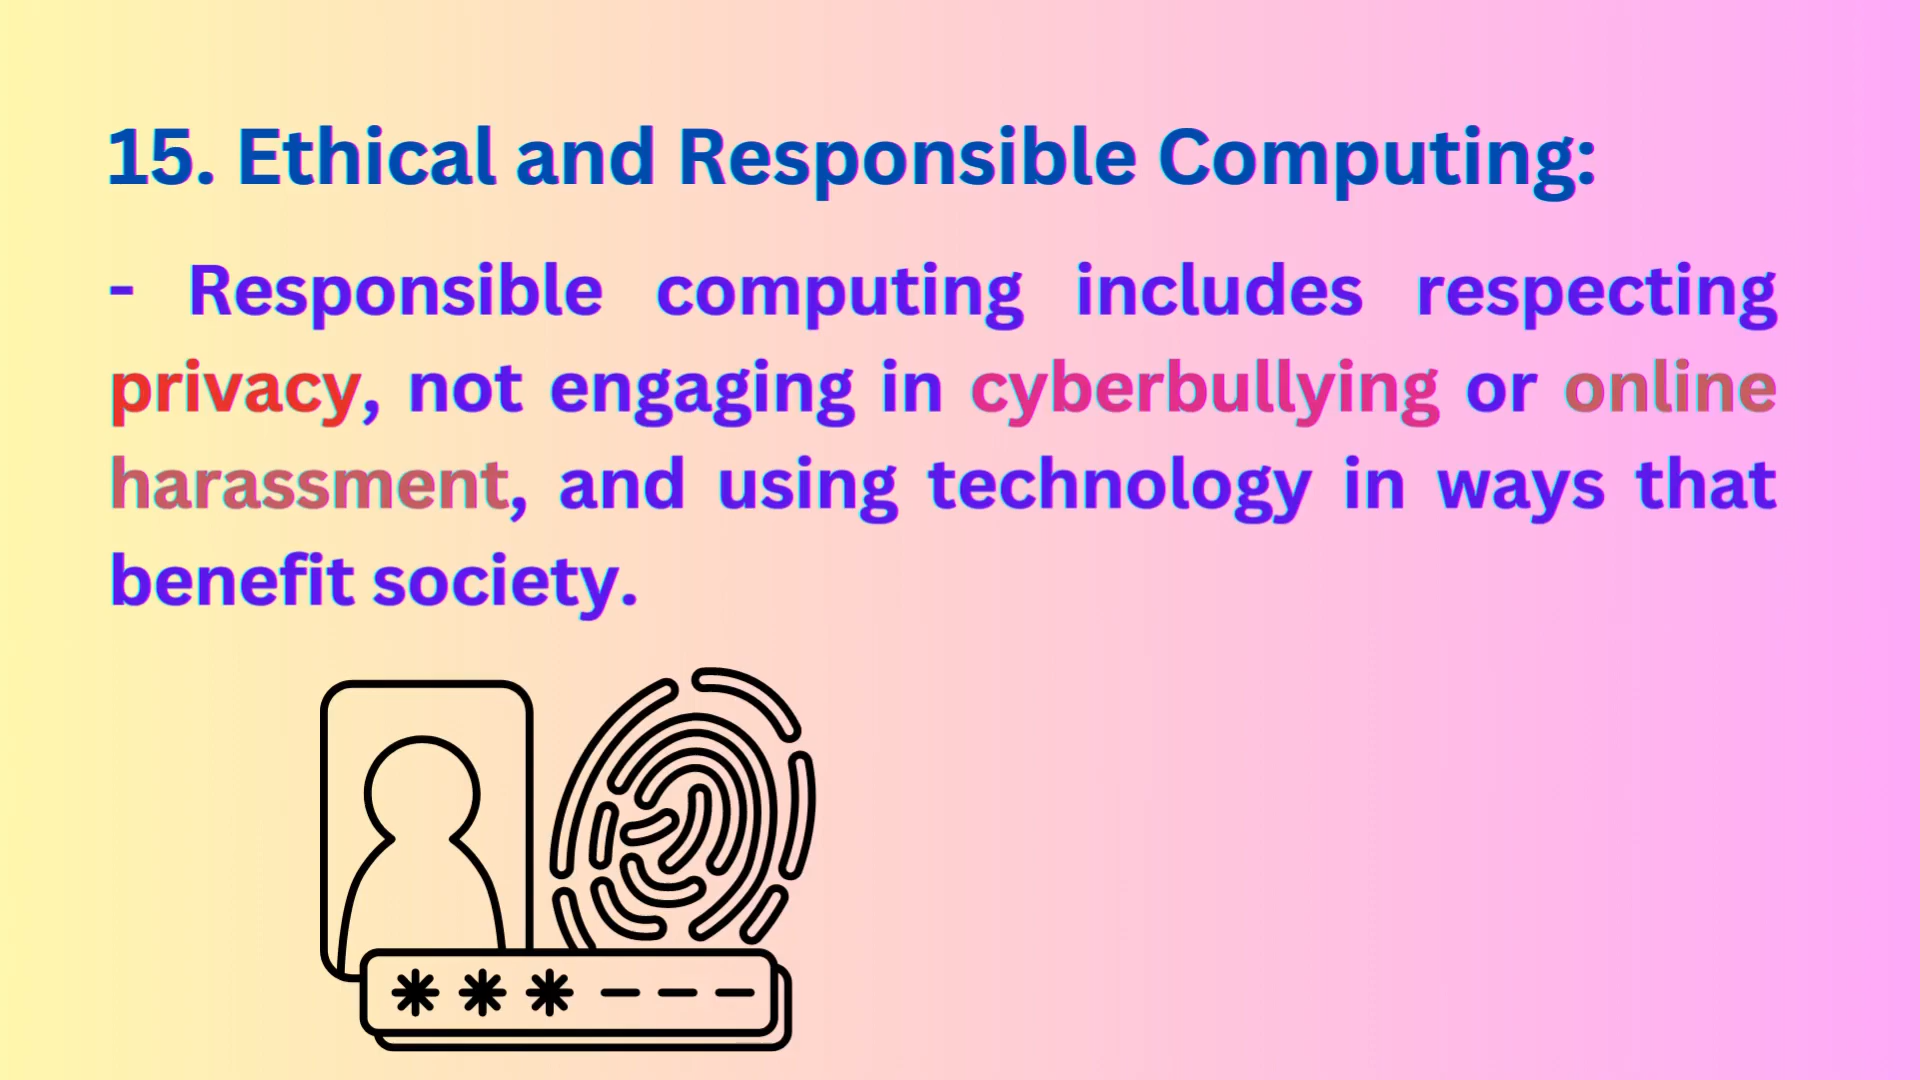 15. Ethical and Responsible Computing:
- Responsible computing includes respecting
privacy, not engaging in cyberbullying or online
harassment, and using technology in ways that
benefit society.